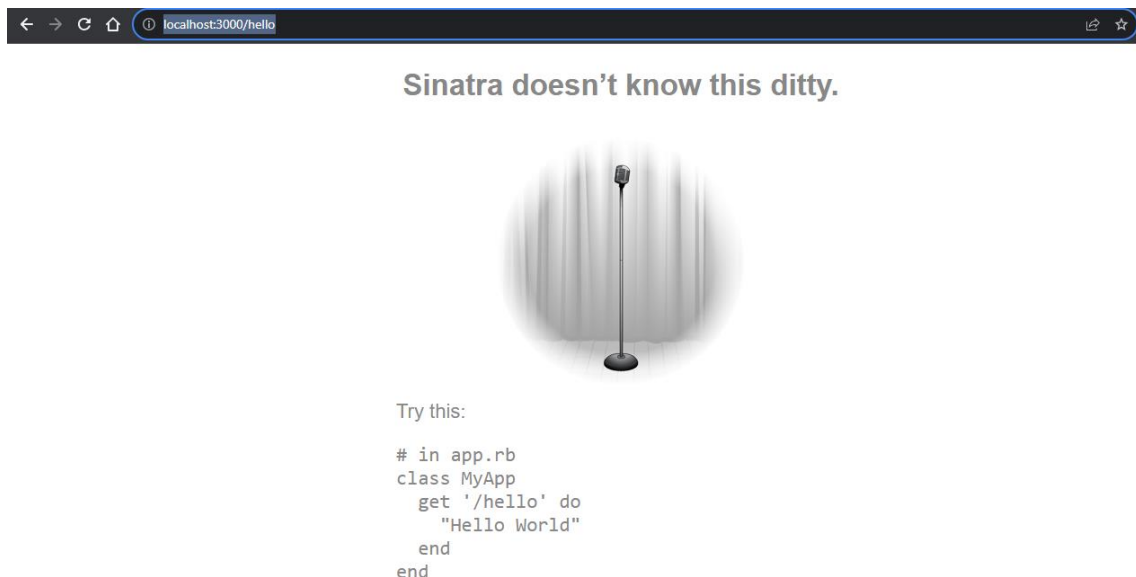 localhost:3000/hello
Sinatra doesn’t know this ditty.
Try this:
# in app.rb
class MyApp
  get '/hello' do
    "Hello World"
  end
end